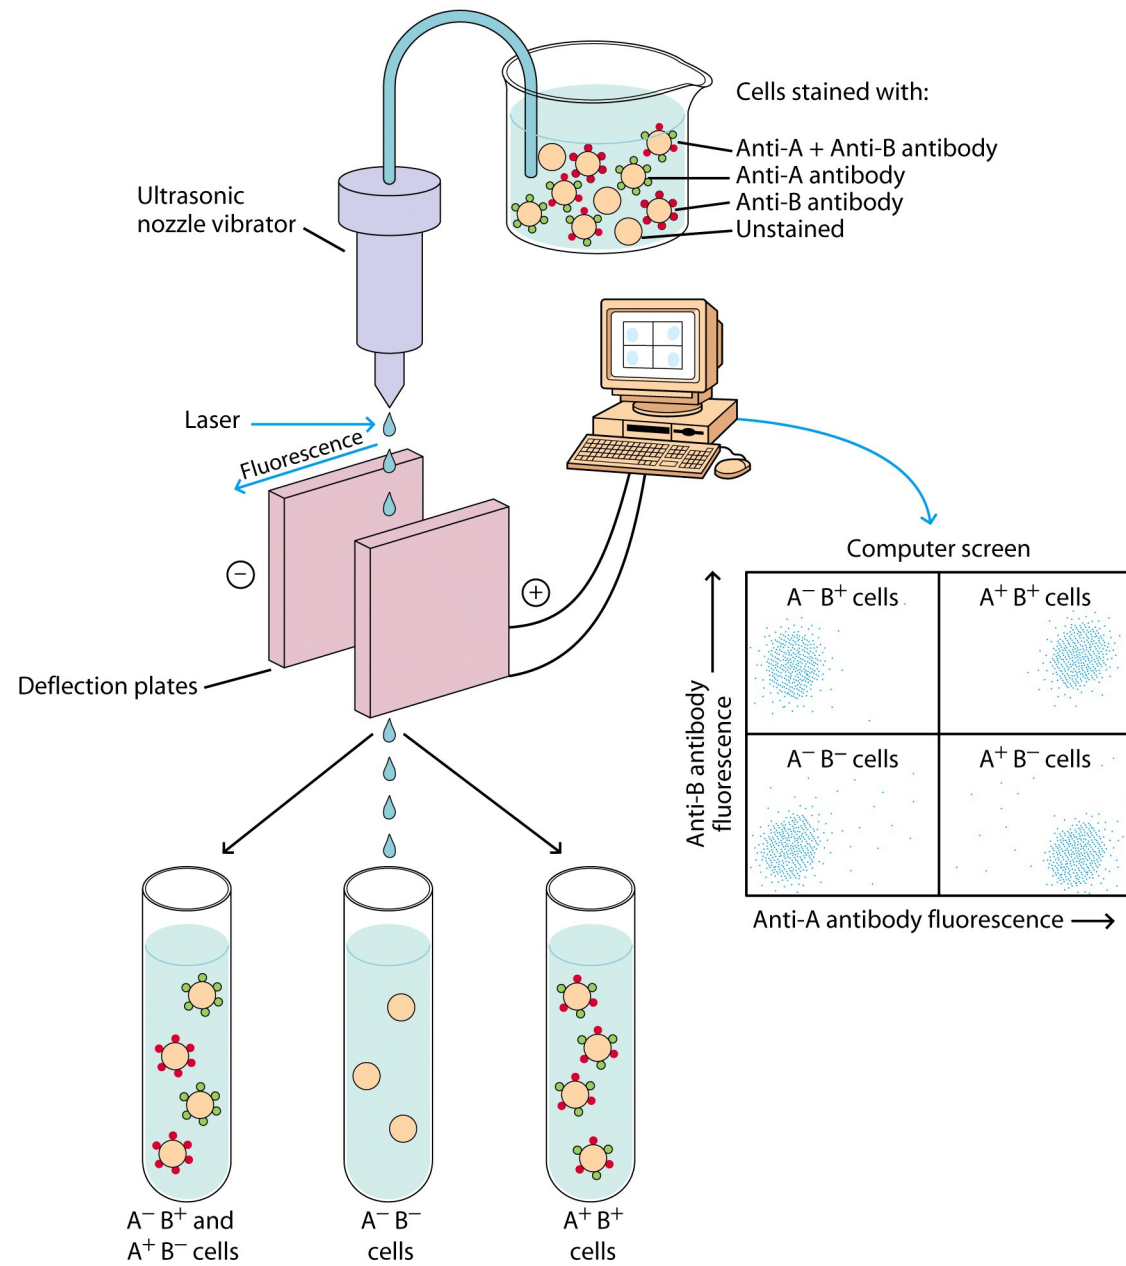 Cells stained with:
Anti-A + Anti-B antibody
Anti-A antibody
Anti-B antibody
Unstained
Ultrasonic
nozzle vibrator
Laser
Fluorescence
−
+
Deflection plates
Computer screen
A⁻ B⁺ cells
A⁺ B⁺ cells
A⁻ B⁻ cells
A⁺ B⁻ cells
Anti-B antibody
fluorescence
Anti-A antibody fluorescence
A⁻ B⁺ and
A⁺ B⁻ cells
A⁻ B⁻
cells
A⁺ B⁺
cells